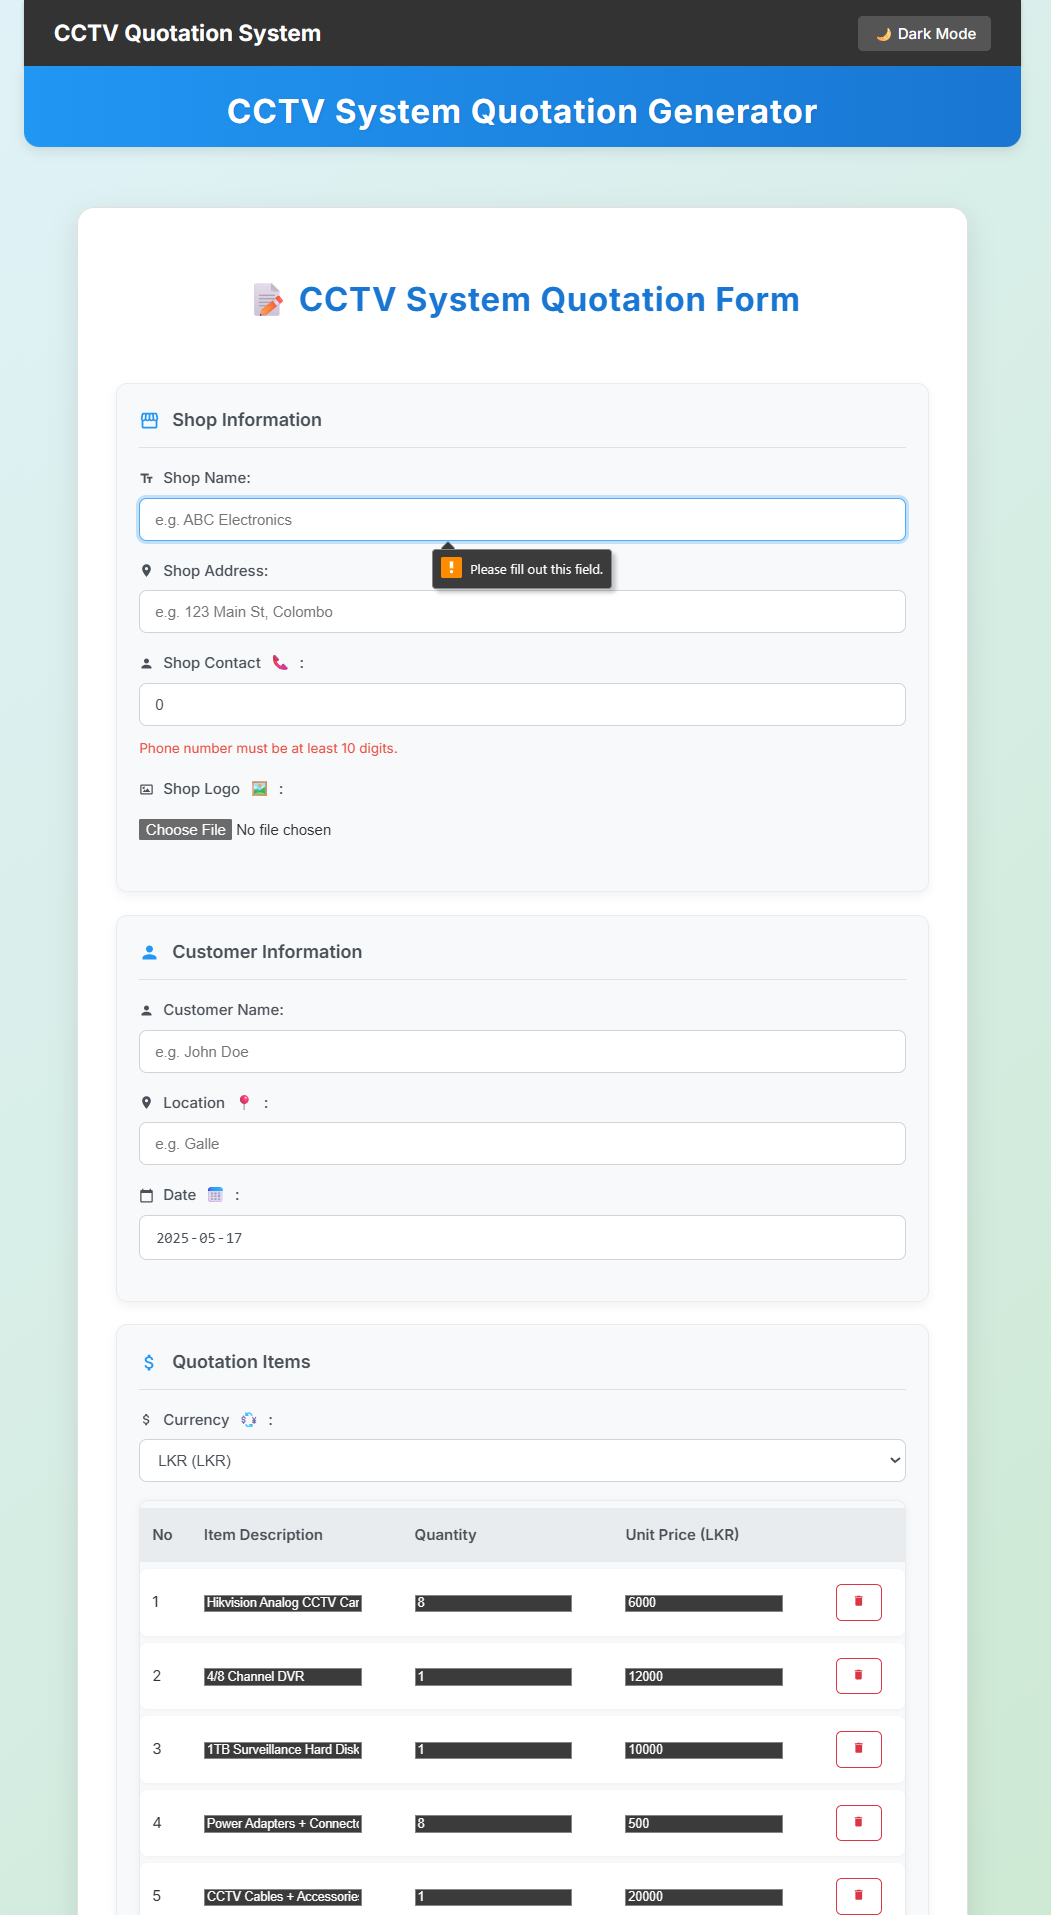 CCTV Quotation System
🌙 Dark Mode
CCTV System Quotation Generator
📝 CCTV System Quotation Form
Shop Information
Shop Name:
e.g. ABC Electronics
Please fill out this field.
Shop Address:
e.g. 123 Main St, Colombo
Shop Contact 📞 :
0
Phone number must be at least 10 digits.
Shop Logo 🖼️ :
Choose File No file chosen
Customer Information
Customer Name:
e.g. John Doe
Location 📍 :
e.g. Galle
Date 📅 :
2025-05-17
Quotation Items
Currency 💱 :
LKR (LKR)
No Item Description Quantity Unit Price (LKR)
1 Hikvision Analog CCTV Car 8 6000
2 4/8 Channel DVR 1 12000
3 1TB Surveillance Hard Disk 1 10000
4 Power Adapters + Connect 8 500
5 CCTV Cables + Accessories 1 20000